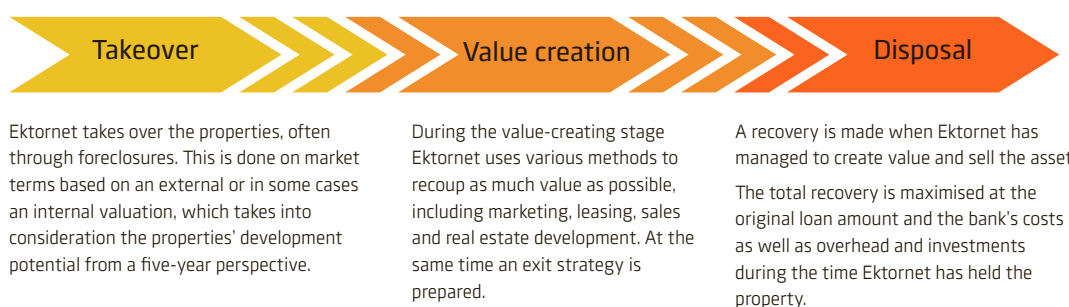 Takeover
Value creation
Disposal
Ektornet takes over the properties, often
through foreclosures. This is done on market
terms based on an external or in some cases
an internal valuation, which takes into
consideration the properties' development
potential from a five-year perspective.
During the value-creating stage
Ektornet uses various methods to
recoup as much value as possible,
including marketing, leasing, sales
and real estate development. At the
same time an exit strategy is
prepared.
A recovery is made when Ektornet has
managed to create value and sell the asset
The total recovery is maximised at the
original loan amount and the bank's costs
as well as overhead and investments
during the time Ektornet has held the
property.